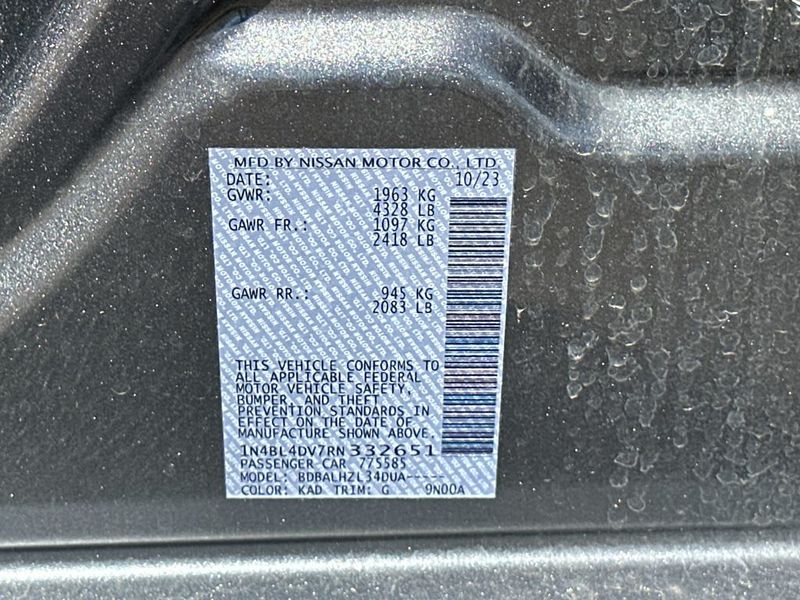 MFD BY NISSAN MOTOR CO., LTD.
DATE: 10/23
GVWR: 1963 KG
4328 LB
GAWR FR.: 1097 KG
2418 LB
GAWR RR.: 945 KG
2083 LB
THIS VEHICLE CONFORMS TO
ALL APPLICABLE FEDERAL
MOTOR VEHICLE SAFETY,
BUMPER, AND THEFT
PREVENTION STANDARDS IN
EFFECT ON THE DATE OF
MANUFACTURE SHOWN ABOVE.
1N4BL4DV7RN332651
PASSENGER CAR 775585
MODEL: BDBALHZL34DUA-----
COLOR: KAD TRIM: G 9N00A